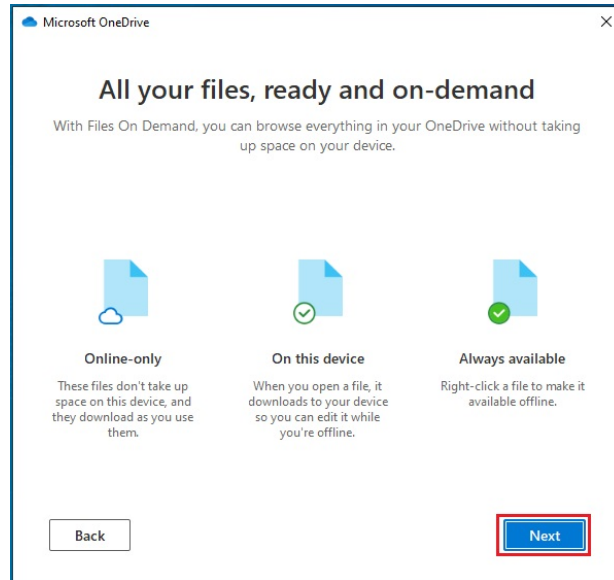 Microsoft OneDrive
All your files, ready and on-demand
With Files On Demand, you can browse everything in your OneDrive without taking
up space on your device.
Online-only
These files don't take up
space on this device, and
they download as you use
them.
On this device
When you open a file, it
downloads to your device
so you can edit it while
you're offline.
Always available
Right-click a file to make it
available offline.
Back
Next